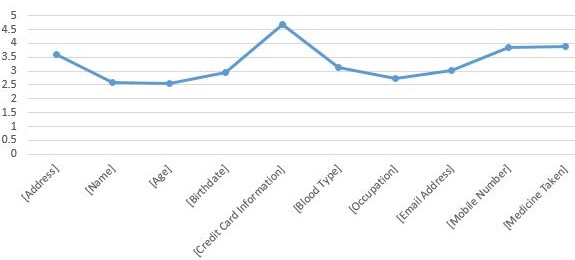 5
4.5
4
3.5
3
2.5
2
1.5
1
0.5
0
[Address]
[Name]
[Age]
[Birthdate]
[Credit Card Information]
[Blood Type]
[Occupation]
[Email Address]
[Mobile Number]
[Medicine Taken]